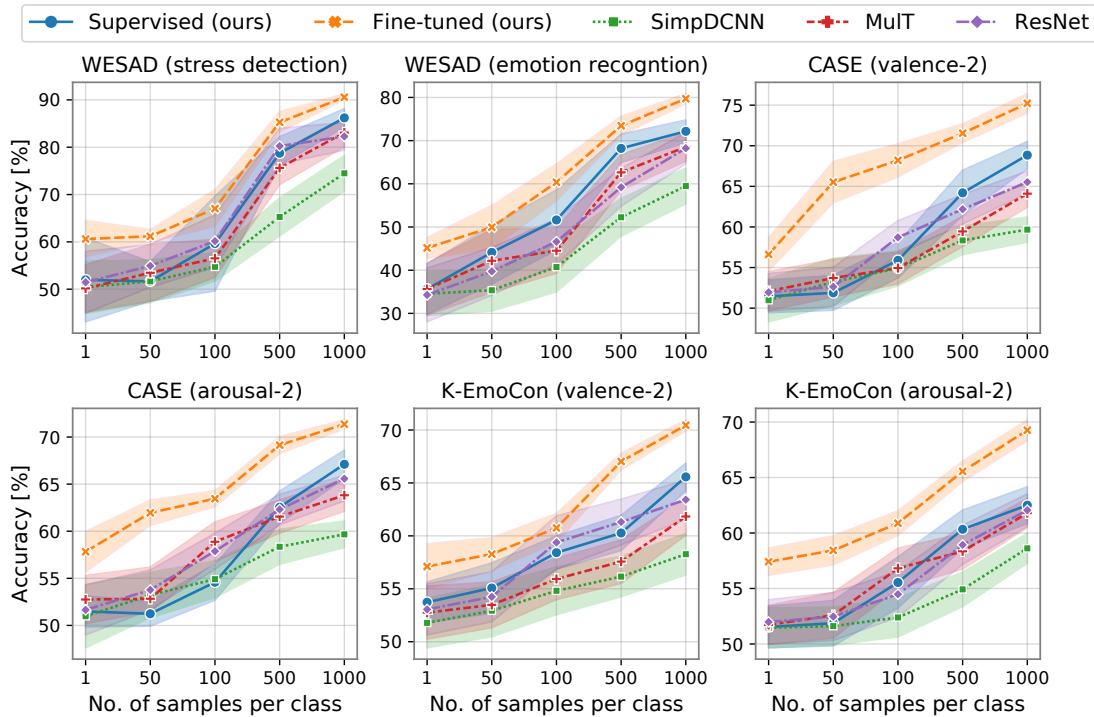 Supervised (ours) Fine-tuned (ours) SimpDCNN MulT ResNet
WESAD (stress detection) WESAD (emotion recogntion) CASE (valence-2)
Accuracy [%]
90
80
70
60
50
1 50 100 500 1000
80
70
60
50
40
30
1 50 100 500 1000
75
70
65
60
55
50
1 50 100 500 1000
CASE (arousal-2) K-EmoCon (valence-2) K-EmoCon (arousal-2)
Accuracy [%]
70
65
60
55
50
1 50 100 500 1000
No. of samples per class
70
65
60
55
50
1 50 100 500 1000
No. of samples per class
70
65
60
55
50
1 50 100 500 1000
No. of samples per class